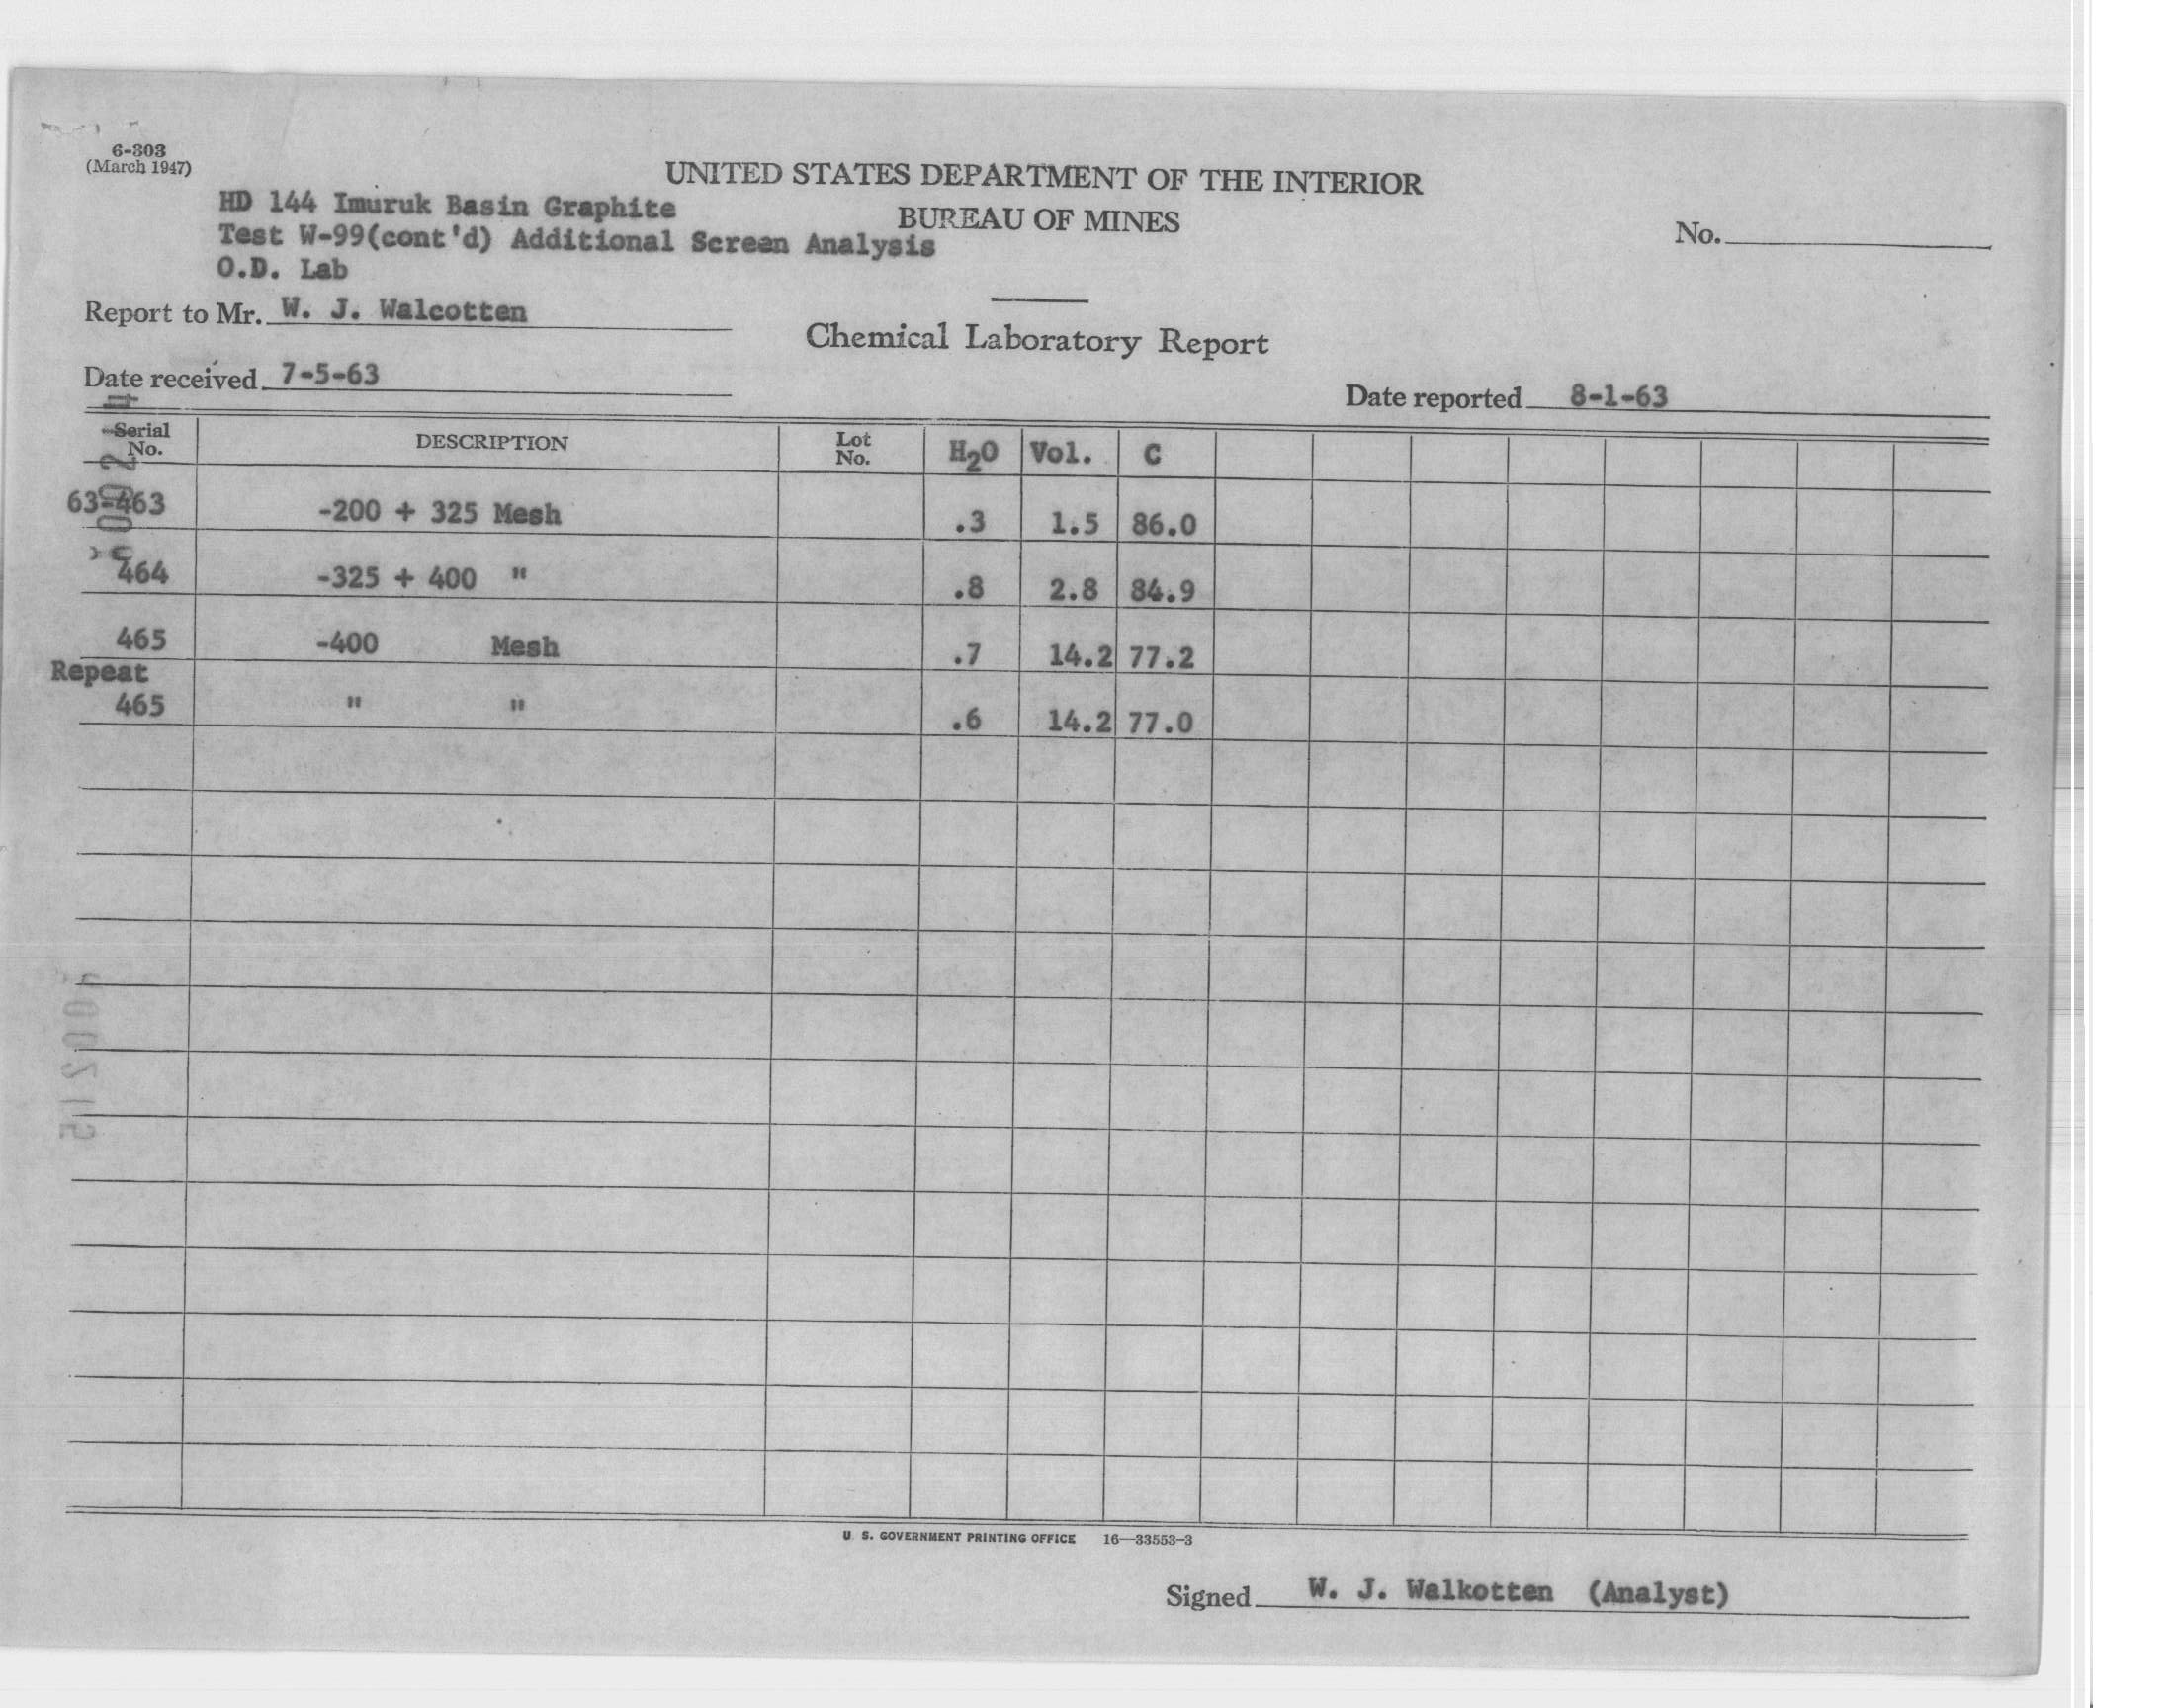 6-303
(March 1947)
UNITED STATES DEPARTMENT OF THE INTERIOR
BUREAU OF MINES
HD 144 Imuruk Basin Graphite
Test W-99(cont'd) Additional Screen Analysis
O.D. Lab
No.
Report to Mr. W. J. Walcotten
Chemical Laboratory Report
Date received 7-5-63
Date reported 8-1-63
Serial No. DESCRIPTION Lot No. H2O Vol. C
63-463 -200 + 325 Mesh .3 1.5 86.0
464 -325 + 400 " .8 2.8 84.9
465 -400 Mesh .7 14.2 77.2
Repeat
465 " " .6 14.2 77.0
U. S. GOVERNMENT PRINTING OFFICE 16—33553-3
Signed W. J. Walkotten (Analyst)